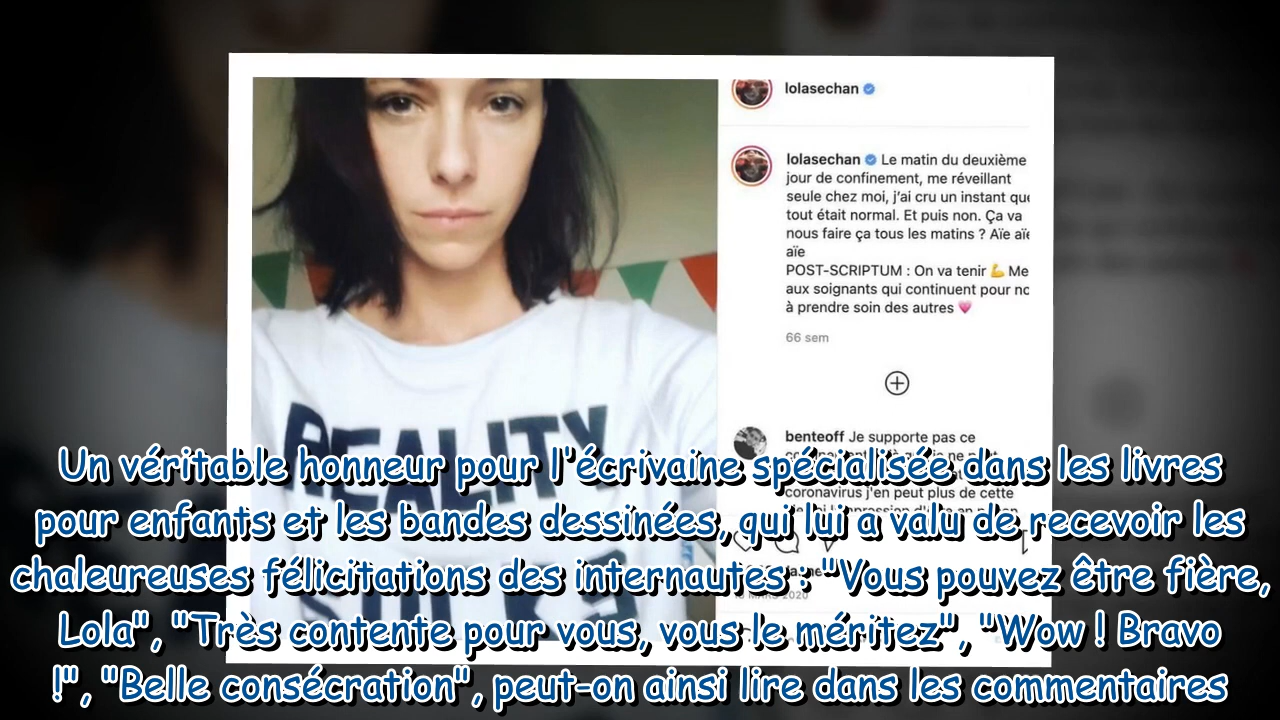 lolasechan
lolasechan Le matin du deuxième
jour de confinement, me réveillant
seule chez moi, j'ai cru un instant que
tout était normal. Et puis non. Ça va
nous faire ça tous les matins ? Aïe aïe
aïe
POST-SCRIPTUM : On va tenir 💪 Me
aux soignants qui continuent pour no
à prendre soin des autres 💗
66 sem
benteoff Je supporte pas ce
coronavirus j'en peut plus de cette
REALITY
Un véritable honneur pour l'écrivaine spécialisée dans les livres
pour enfants et les bandes dessinées, qui lui a valu de recevoir les
chaleureuses félicitations des internautes : "Vous pouvez être fière,
Lola", "Très contente pour vous, vous le méritez", "Wow ! Bravo
!", "Belle consécration", peut-on ainsi lire dans les commentaires